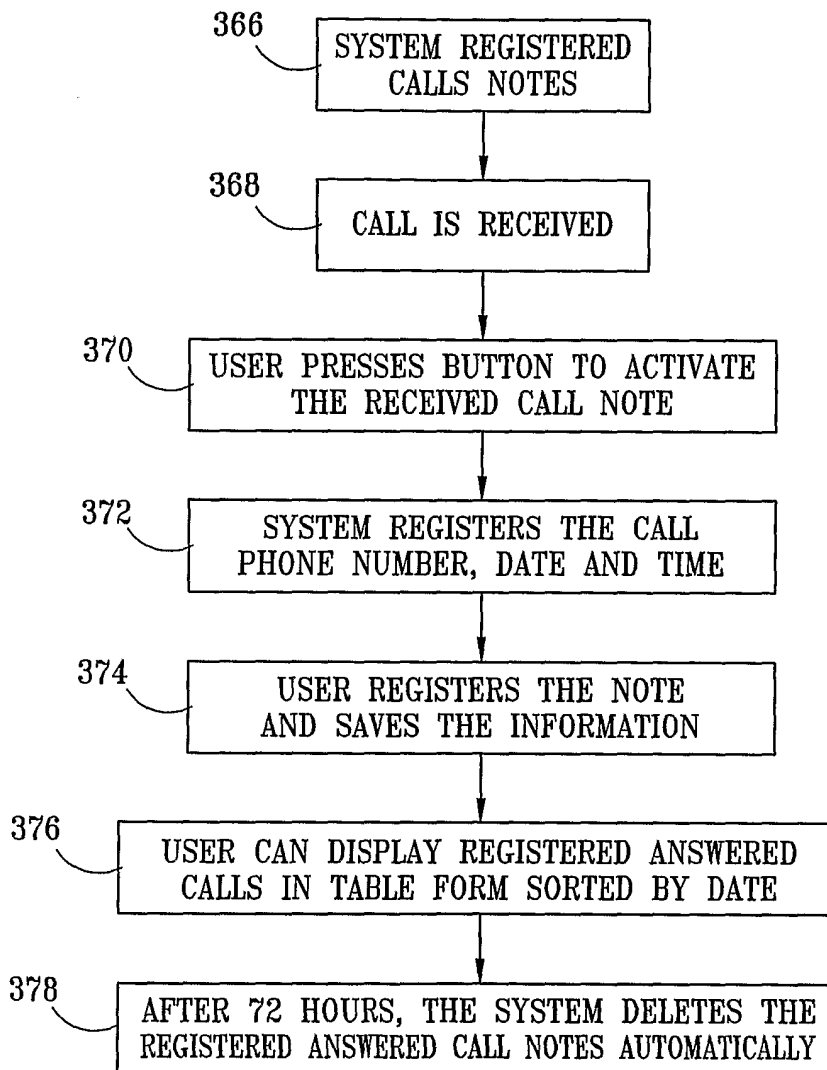 366
SYSTEM REGISTERED
CALLS NOTES
368
CALL IS RECEIVED
370
USER PRESSES BUTTON TO ACTIVATE
THE RECEIVED CALL NOTE
372
SYSTEM REGISTERS THE CALL
PHONE NUMBER, DATE AND TIME
374
USER REGISTERS THE NOTE
AND SAVES THE INFORMATION
376
USER CAN DISPLAY REGISTERED ANSWERED
CALLS IN TABLE FORM SORTED BY DATE
378
AFTER 72 HOURS, THE SYSTEM DELETES THE
REGISTERED ANSWERED CALL NOTES AUTOMATICALLY